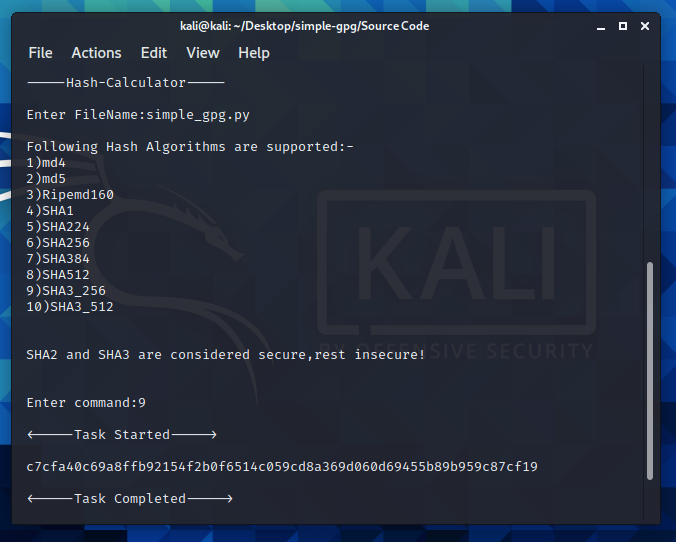 kali@kali: ~/Desktop/simple-gpg/Source Code
File Actions Edit View Help
-----Hash-Calculator-----
Enter FileName:simple_gpg.py
Following Hash Algorithms are supported:-
1)md4
2)md5
3)Ripemd160
4)SHA1
5)SHA224
6)SHA256
7)SHA384
8)SHA512
9)SHA3_256
10)SHA3_512
KALI
BY OFFENSIVE SECURITY
SHA2 and SHA3 are considered secure,rest insecure!
Enter command:9
<-----Task Started----->
c7cfa40c69a8ffb92154f2b0f6514c059cd8a369d060d69455b89b959c87cf19
<-----Task Completed----->